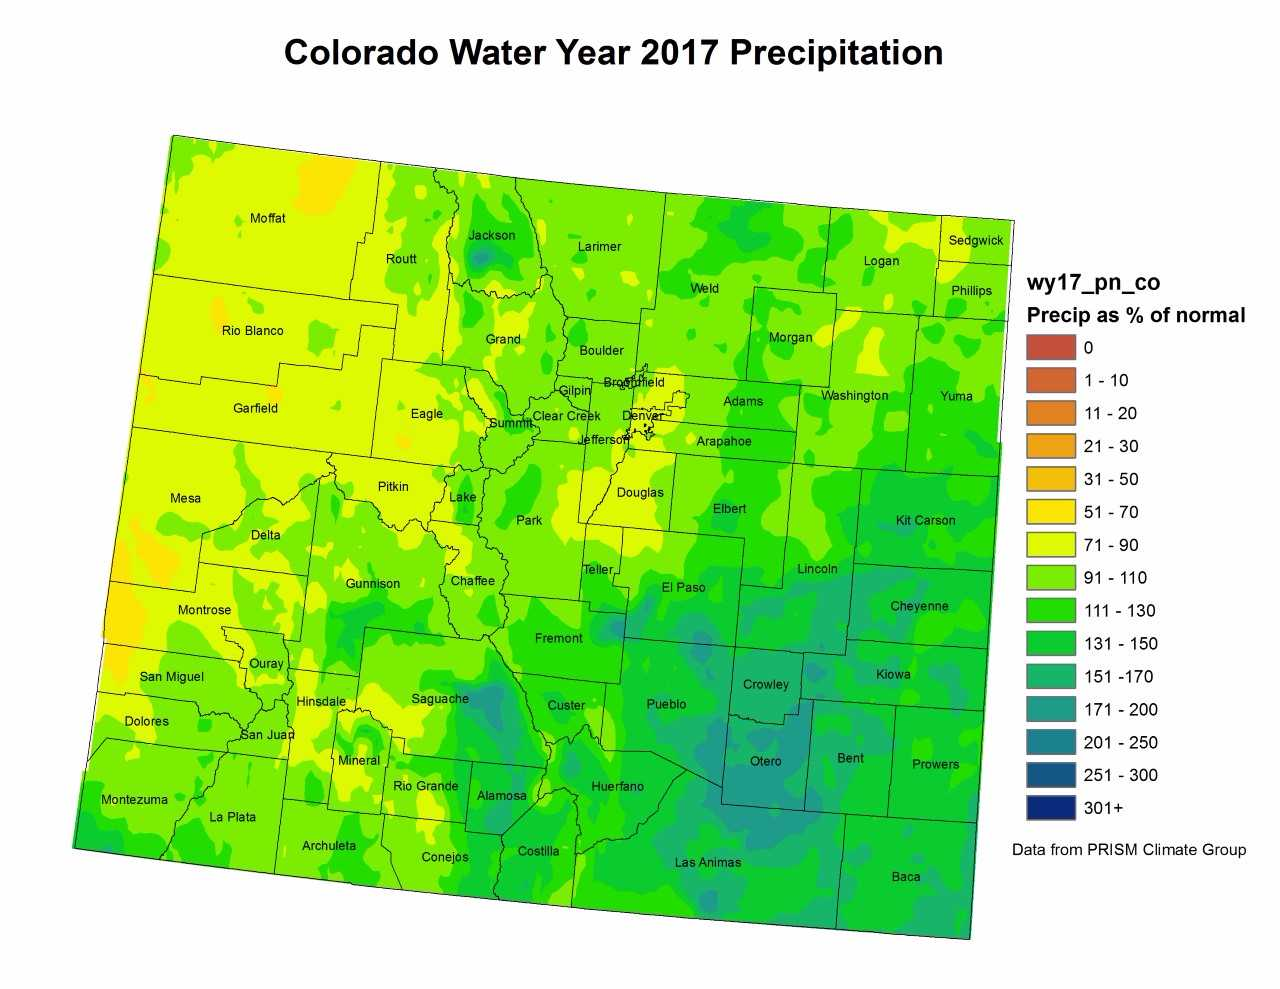 Colorado Water Year 2017 Precipitation
Moffat
Routt
Jackson
Larimer
Weld
Logan
Sedgwick
Phillips
Rio Blanco
Grand
Boulder
Morgan
Garfield
Eagle
Summit
Gilpin
Clear Creek
Broomfield
Denver
Jefferson
Adams
Arapahoe
Washington
Yuma
Mesa
Pitkin
Lake
Park
Douglas
Elbert
Kit Carson
Delta
Gunnison
Chaffee
Teller
El Paso
Lincoln
Cheyenne
Montrose
Fremont
Ouray
San Miguel
Hinsdale
Saguache
Custer
Pueblo
Crowley
Kiowa
Dolores
San Juan
Mineral
Rio Grande
Alamosa
Huerfano
Otero
Bent
Prowers
Montezuma
La Plata
Archuleta
Conejos
Costilla
Las Animas
Baca
wy17_pn_co
Precip as % of normal
0
1 - 10
11 - 20
21 - 30
31 - 50
51 - 70
71 - 90
91 - 110
111 - 130
131 - 150
151 -170
171 - 200
201 - 250
251 - 300
301+
Data from PRISM Climate Group